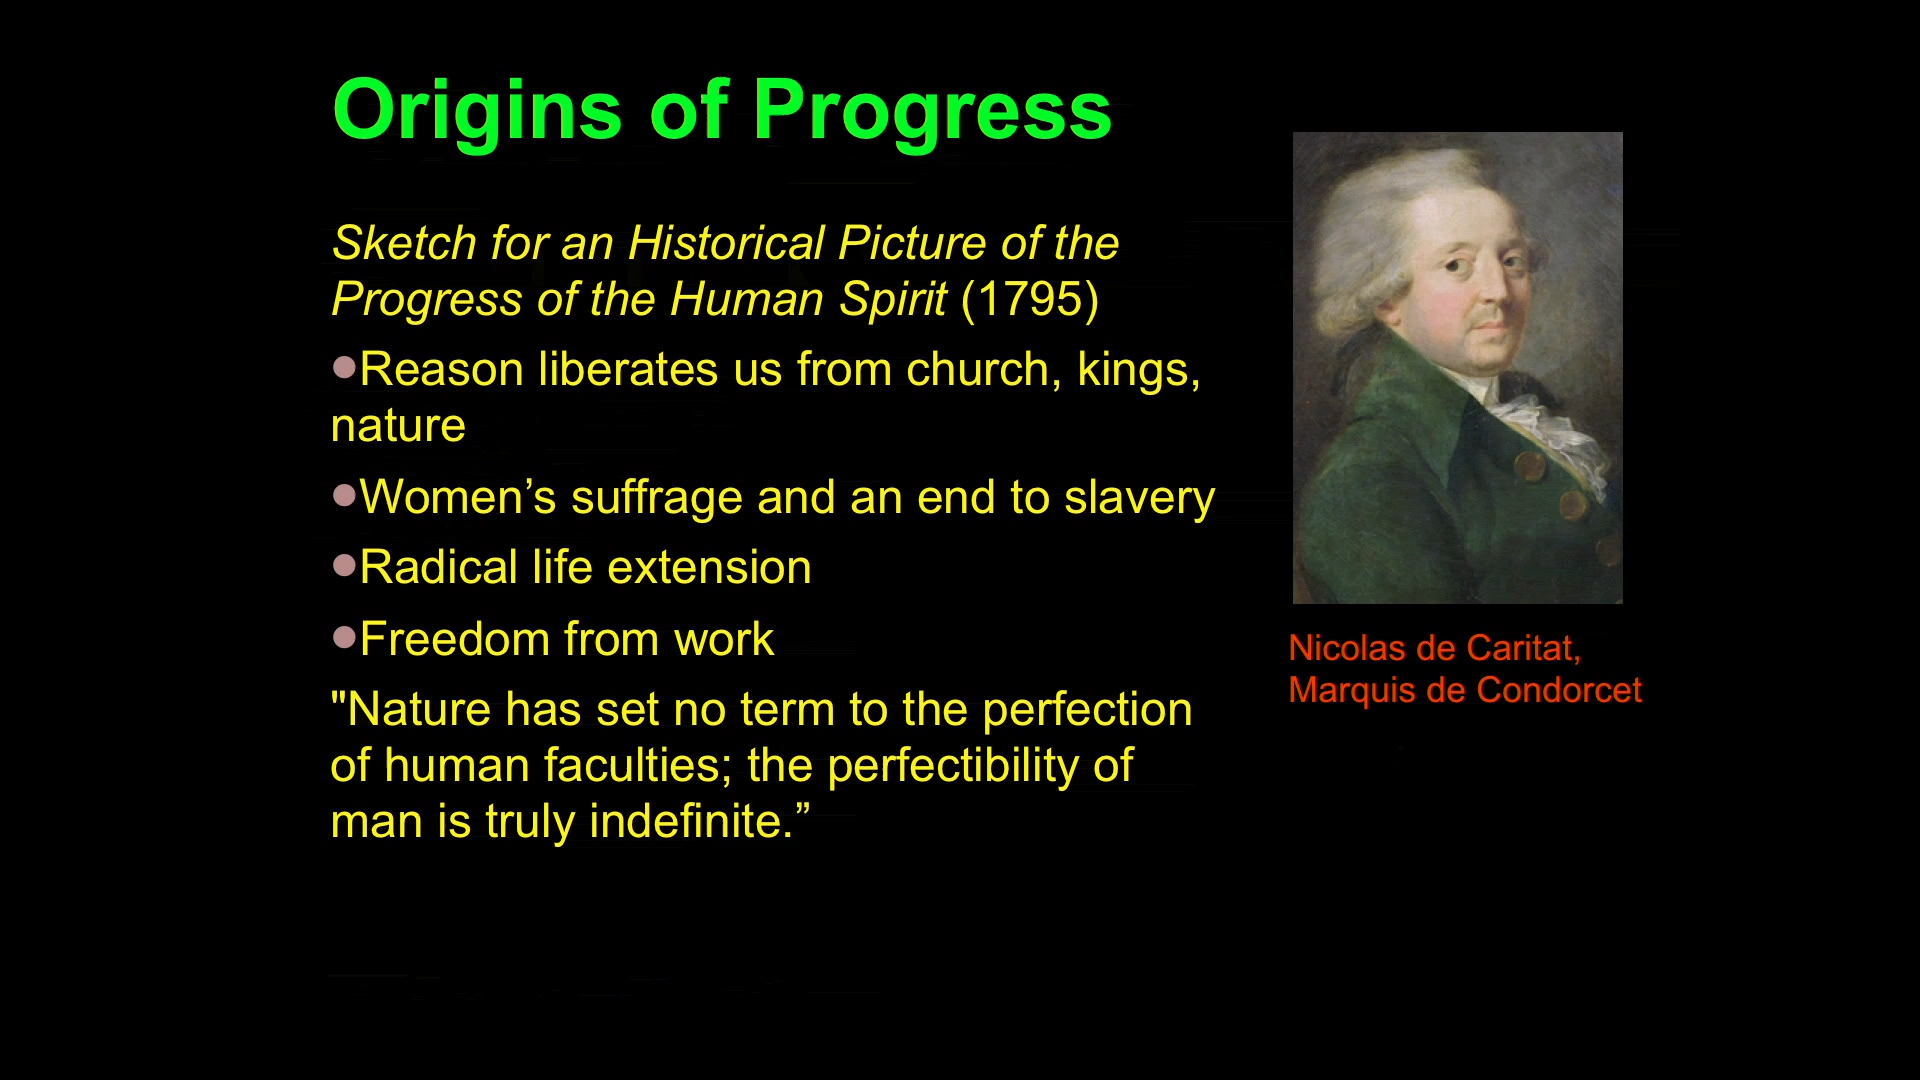 Origins of Progress
Sketch for an Historical Picture of the
Progress of the Human Spirit (1795)
●Reason liberates us from church, kings,
nature
●Women’s suffrage and an end to slavery
●Radical life extension
●Freedom from work
"Nature has set no term to the perfection
of human faculties; the perfectibility of
man is truly indefinite.”
Nicolas de Caritat,
Marquis de Condorcet